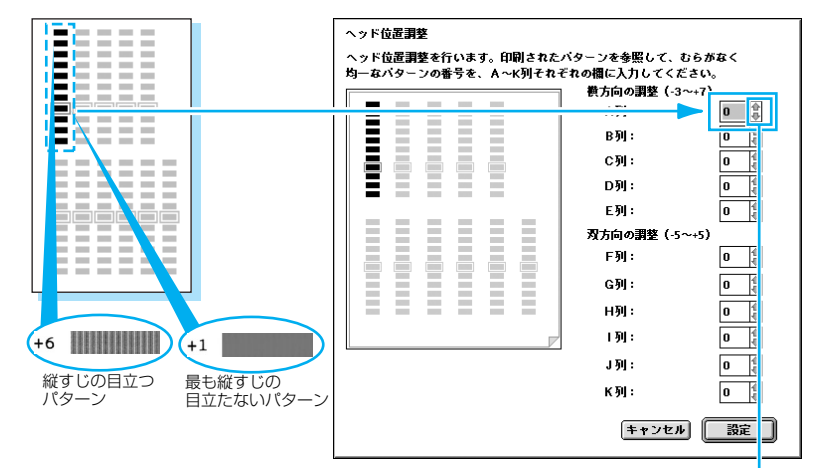 ヘッド位置調整
ヘッド位置調整を行います。印刷されたパターンを参照して、むらがなく
均一なパターンの番号を、A～K列それぞれの欄に入力してください。
横方向の調整（-3～+7）
0
B列： 0
C列： 0
D列： 0
E列： 0
双方向の調整（-5～+5）
F列： 0
G列： 0
H列： 0
I列： 0
J列： 0
K列： 0
キャンセル 設定
+6
縦すじの目立つ
パターン
+1
最も縦すじの
目立たないパターン